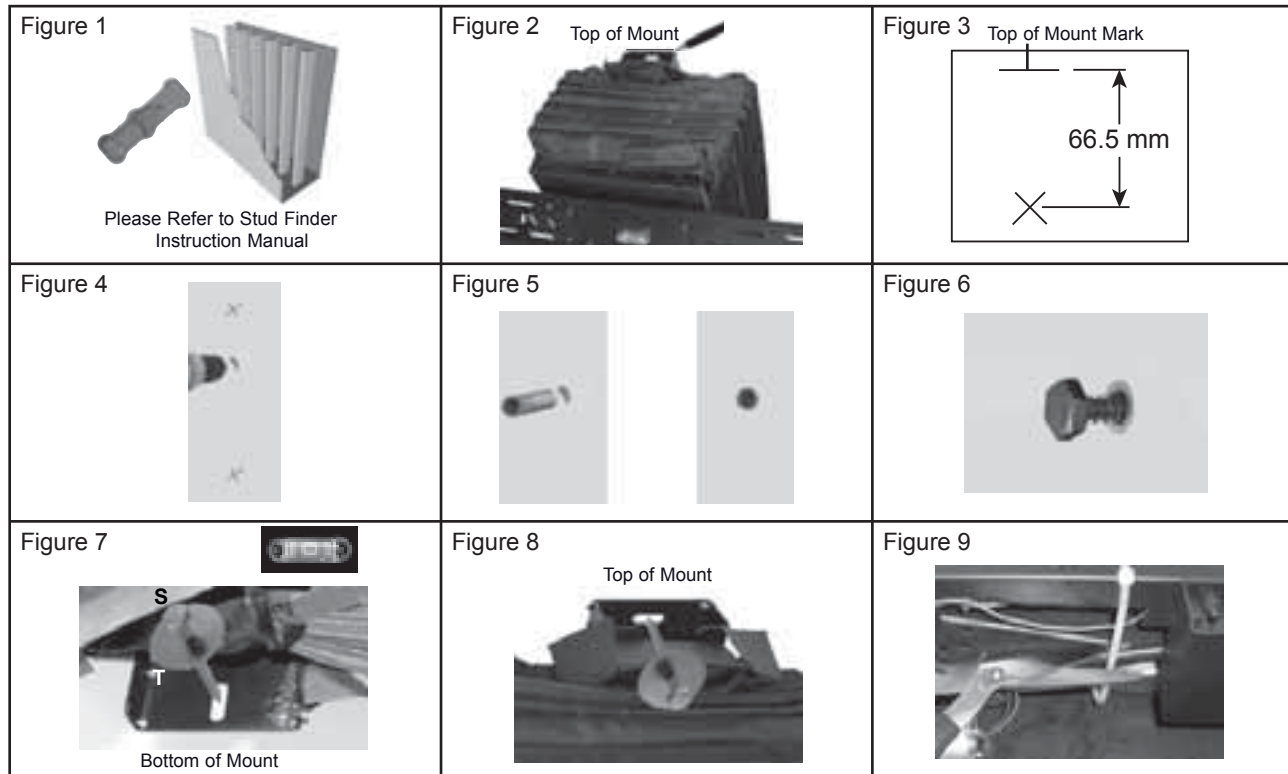 Figure 1
Please Refer to Stud Finder
Instruction Manual
Figure 2
Top of Mount
Figure 3
Top of Mount Mark
66.5 mm
Figure 4
Figure 5
Figure 6
Figure 7
S
T
Bottom of Mount
Figure 8
Top of Mount
Figure 9